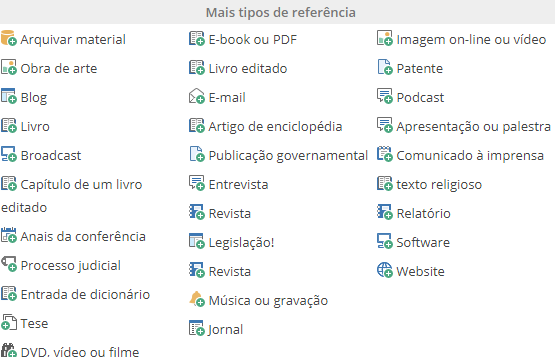 Mais tipos de referência
Arquivar material
Obra de arte
Blog
Livro
Broadcast
Capítulo de um livro
editado
Anais da conferência
Processo judicial
Entrada de dicionário
Tese
DVD, vídeo ou filme
E-book ou PDF
Livro editado
E-mail
Artigo de enciclopédia
Publicação governamental
Entrevista
Revista
Legislação!
Revista
Música ou gravação
Jornal
Imagem on-line ou vídeo
Patente
Podcast
Apresentação ou palestra
Comunicado à imprensa
texto religioso
Relatório
Software
Website